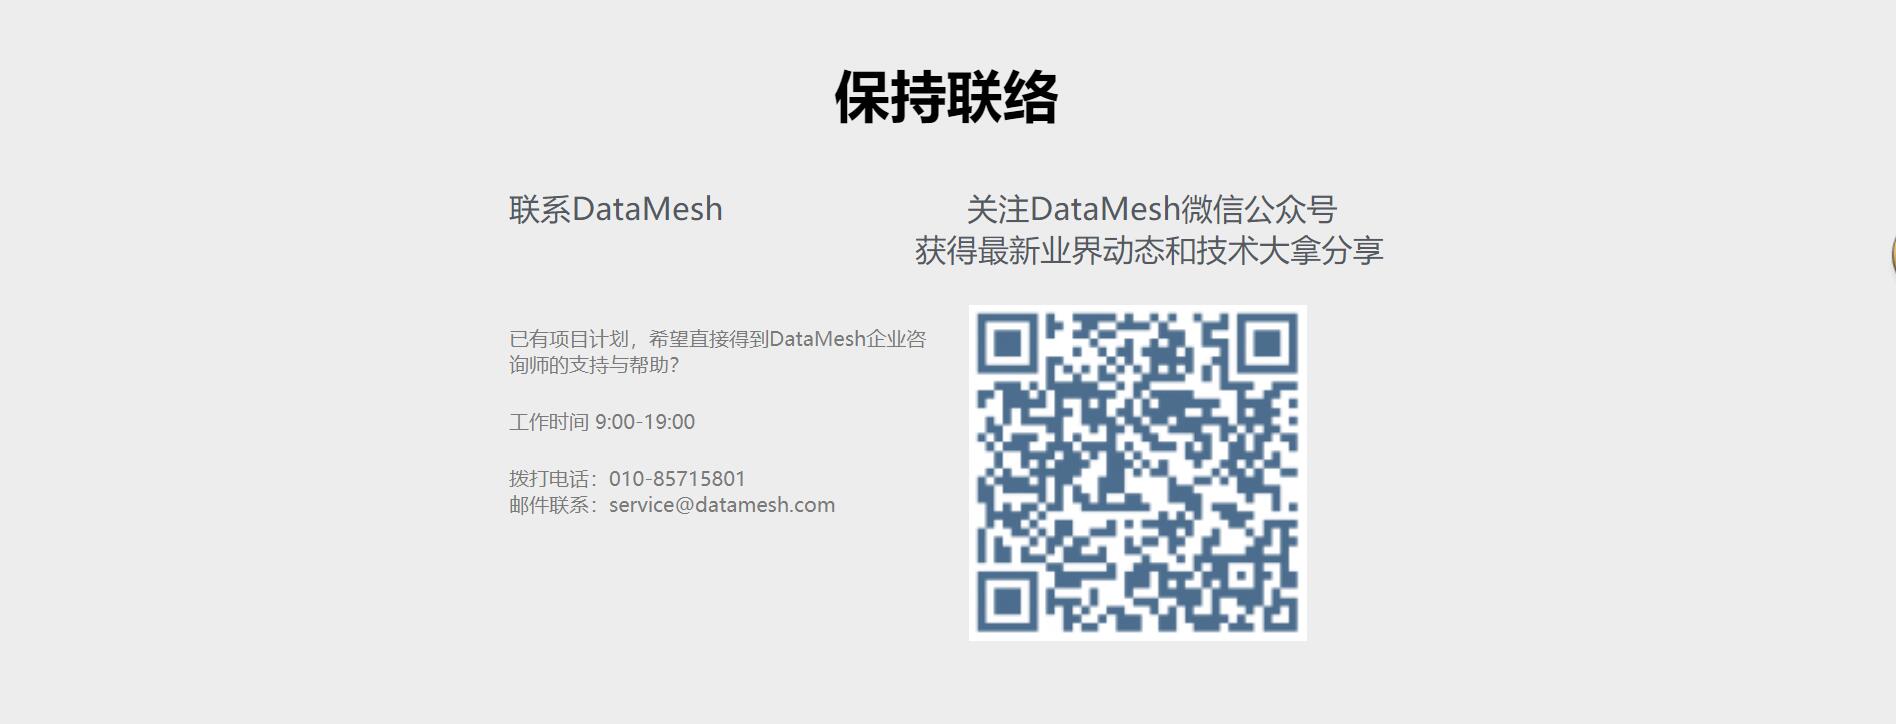 保持联络
联系DataMesh
已有项目计划，希望直接得到DataMesh企业咨
询师的支持与帮助?
工作时间 9:00-19:00
拨打电话：010-85715801
邮件联系：service@datamesh.com
关注DataMesh微信公众号
获得最新业界动态和技术大拿分享